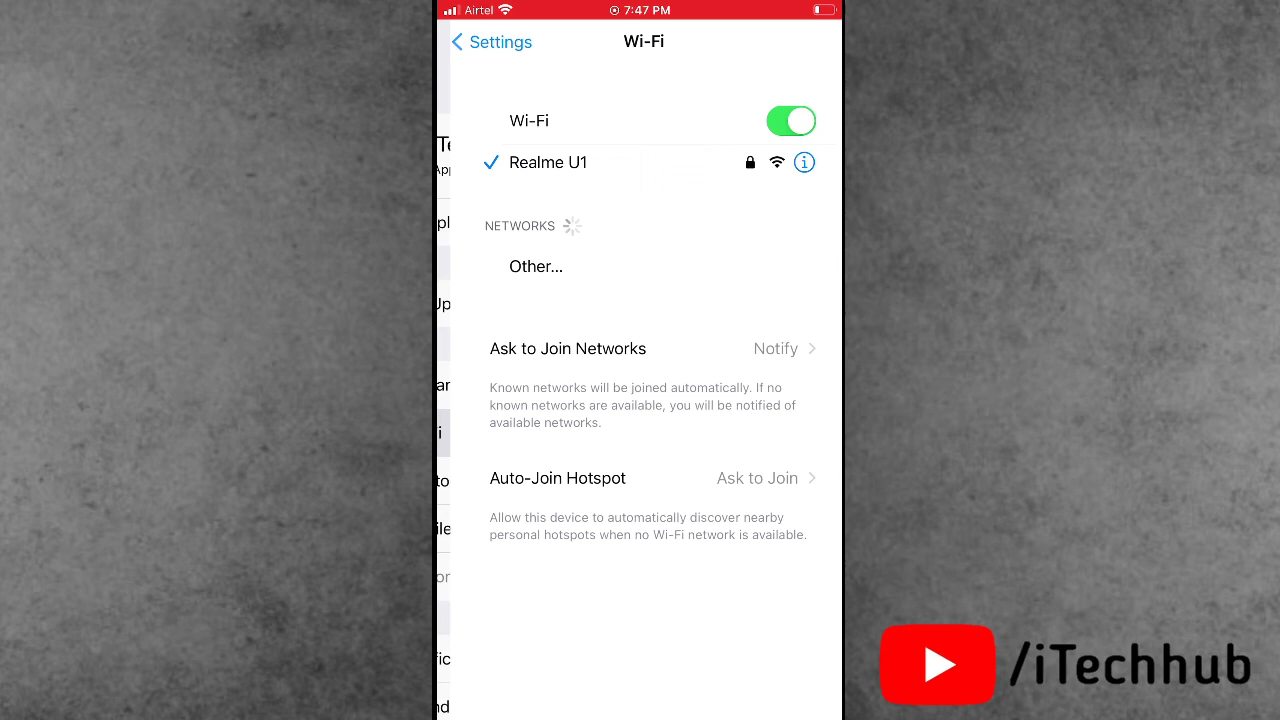 Airtel 7:47 PM
Settings Wi-Fi
Wi-Fi
Realme U1
NETWORKS
Other...
Ask to Join Networks Notify
Known networks will be joined automatically. If no
known networks are available, you will be notified of
available networks.
Auto-Join Hotspot Ask to Join
Allow this device to automatically discover nearby
personal hotspots when no Wi-Fi network is available.
/iTechhub